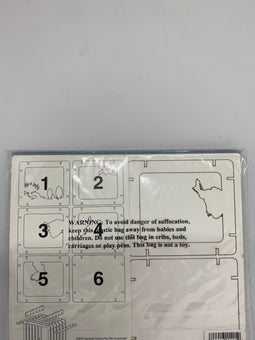 1 2
WARNING: To avoid danger of suffocation,
keep this plastic bag away from babies and
children. Do not use this bag in cribs, beds,
carriages or play pens. This bag is not a toy.
3 4
5 6